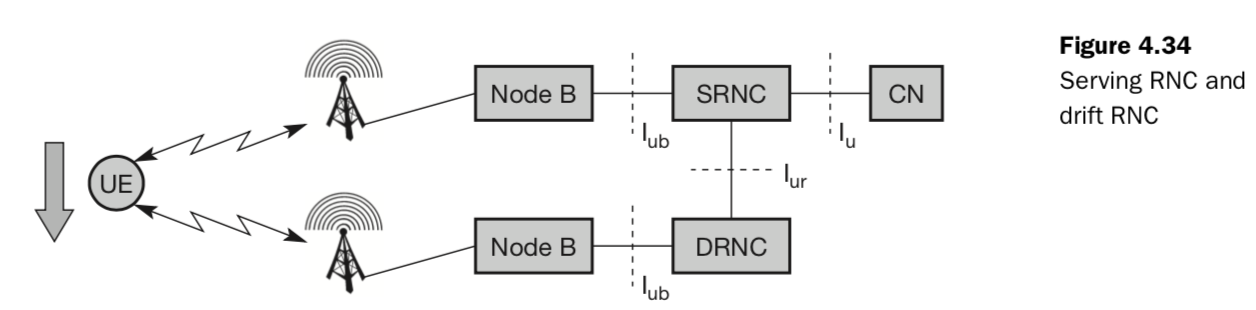 Figure 4.34
Serving RNC and
drift RNC
Node B
SRNC
CN
Iub
Iu
UE
Iur
Node B
DRNC
Iub